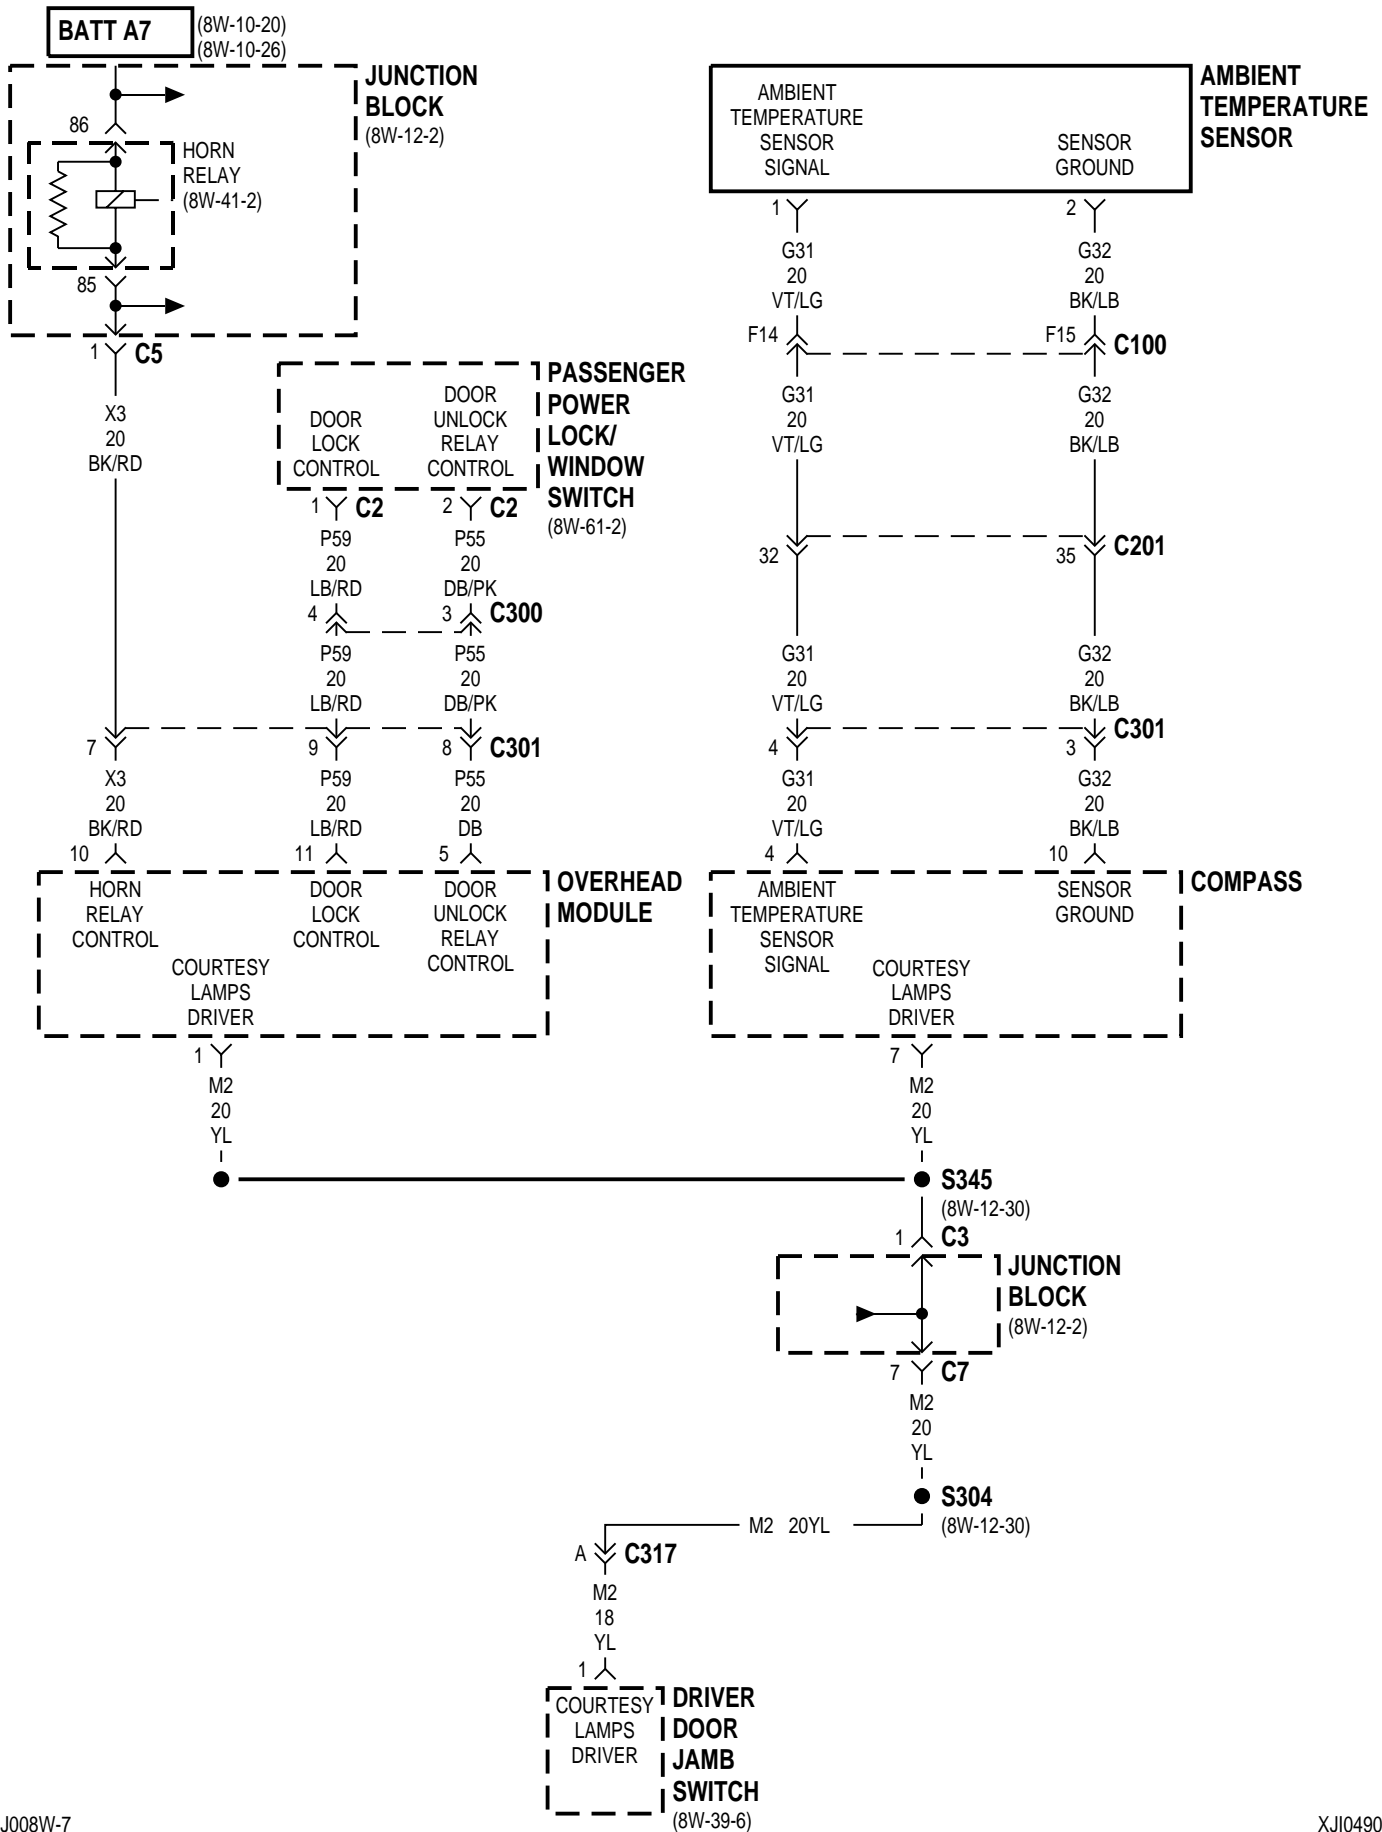 BATT A7
(8W-10-20)
(8W-10-26)
JUNCTION
BLOCK
(8W-12-2)
86
HORN
RELAY
(8W-41-2)
85
1
C5
X3
20
BK/RD
PASSENGER
POWER
LOCK/
WINDOW
SWITCH
(8W-61-2)
DOOR
LOCK
CONTROL
DOOR
UNLOCK
RELAY
CONTROL
1
C2
2
C2
P59
20
LB/RD
P55
20
DB/PK
4
3
C300
P59
20
LB/RD
P55
20
DB/PK
7
9
8
C301
X3
20
BK/RD
P59
20
LB/RD
P55
20
DB
10
11
5
OVERHEAD
MODULE
HORN
RELAY
CONTROL
DOOR
LOCK
CONTROL
DOOR
UNLOCK
RELAY
CONTROL
COURTESY
LAMPS
DRIVER
1
M2
20
YL
AMBIENT
TEMPERATURE
SENSOR
AMBIENT
TEMPERATURE
SENSOR
SIGNAL
SENSOR
GROUND
1
2
G31
20
VT/LG
G32
20
BK/LB
F14
F15
C100
G31
20
VT/LG
G32
20
BK/LB
32
35
C201
G31
20
VT/LG
G32
20
BK/LB
4
3
C301
G31
20
VT/LG
G32
20
BK/LB
4
10
COMPASS
AMBIENT
TEMPERATURE
SENSOR
SIGNAL
SENSOR
GROUND
COURTESY
LAMPS
DRIVER
7
M2
20
YL
S345
(8W-12-30)
1
C3
JUNCTION
BLOCK
(8W-12-2)
7
C7
M2
20
YL
S304
(8W-12-30)
M2 20YL
A
C317
M2
18
YL
1
COURTESY
LAMPS
DRIVER
DRIVER
DOOR
JAMB
SWITCH
(8W-39-6)
J008W-7
XJI0490